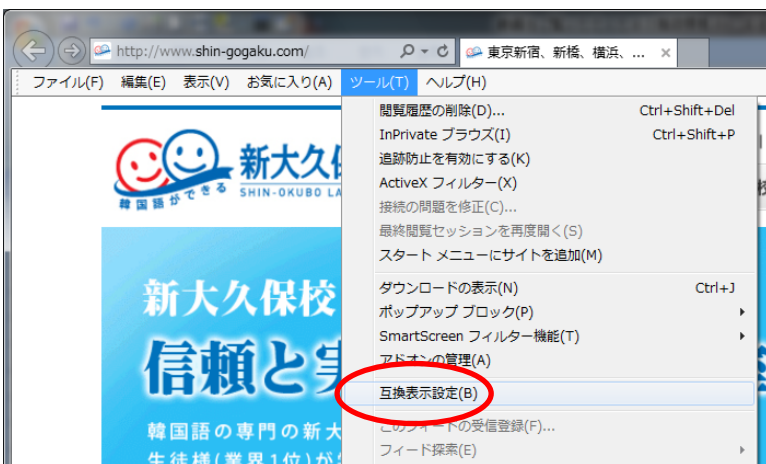 http://www.shin-gogaku.com/
東京新宿、新橋、横浜、... ×
ファイル(F) 編集(E) 表示(V) お気に入り(A) ツール(T) ヘルプ(H)
閲覧履歴の削除(D)... Ctrl+Shift+Del
InPrivate ブラウズ(I) Ctrl+Shift+P
追跡防止を有効にする(K)
ActiveX フィルター(X)
接続の問題を修正(C)...
最終閲覧セッションを再度開く(S)
スタート メニューにサイトを追加(M)
ダウンロードの表示(N) Ctrl+J
ポップアップ ブロック(P)
SmartScreen フィルター機能(T)
アドオンの管理(A)
互換表示設定(B)
このフィードの受信登録(F)...
フィード探索(E)
韓国語ができる
新大久
SHIN-OKUBO LA
新大久保校
信頼と実
韓国語の専門の新大
生徒様(業界1位)が